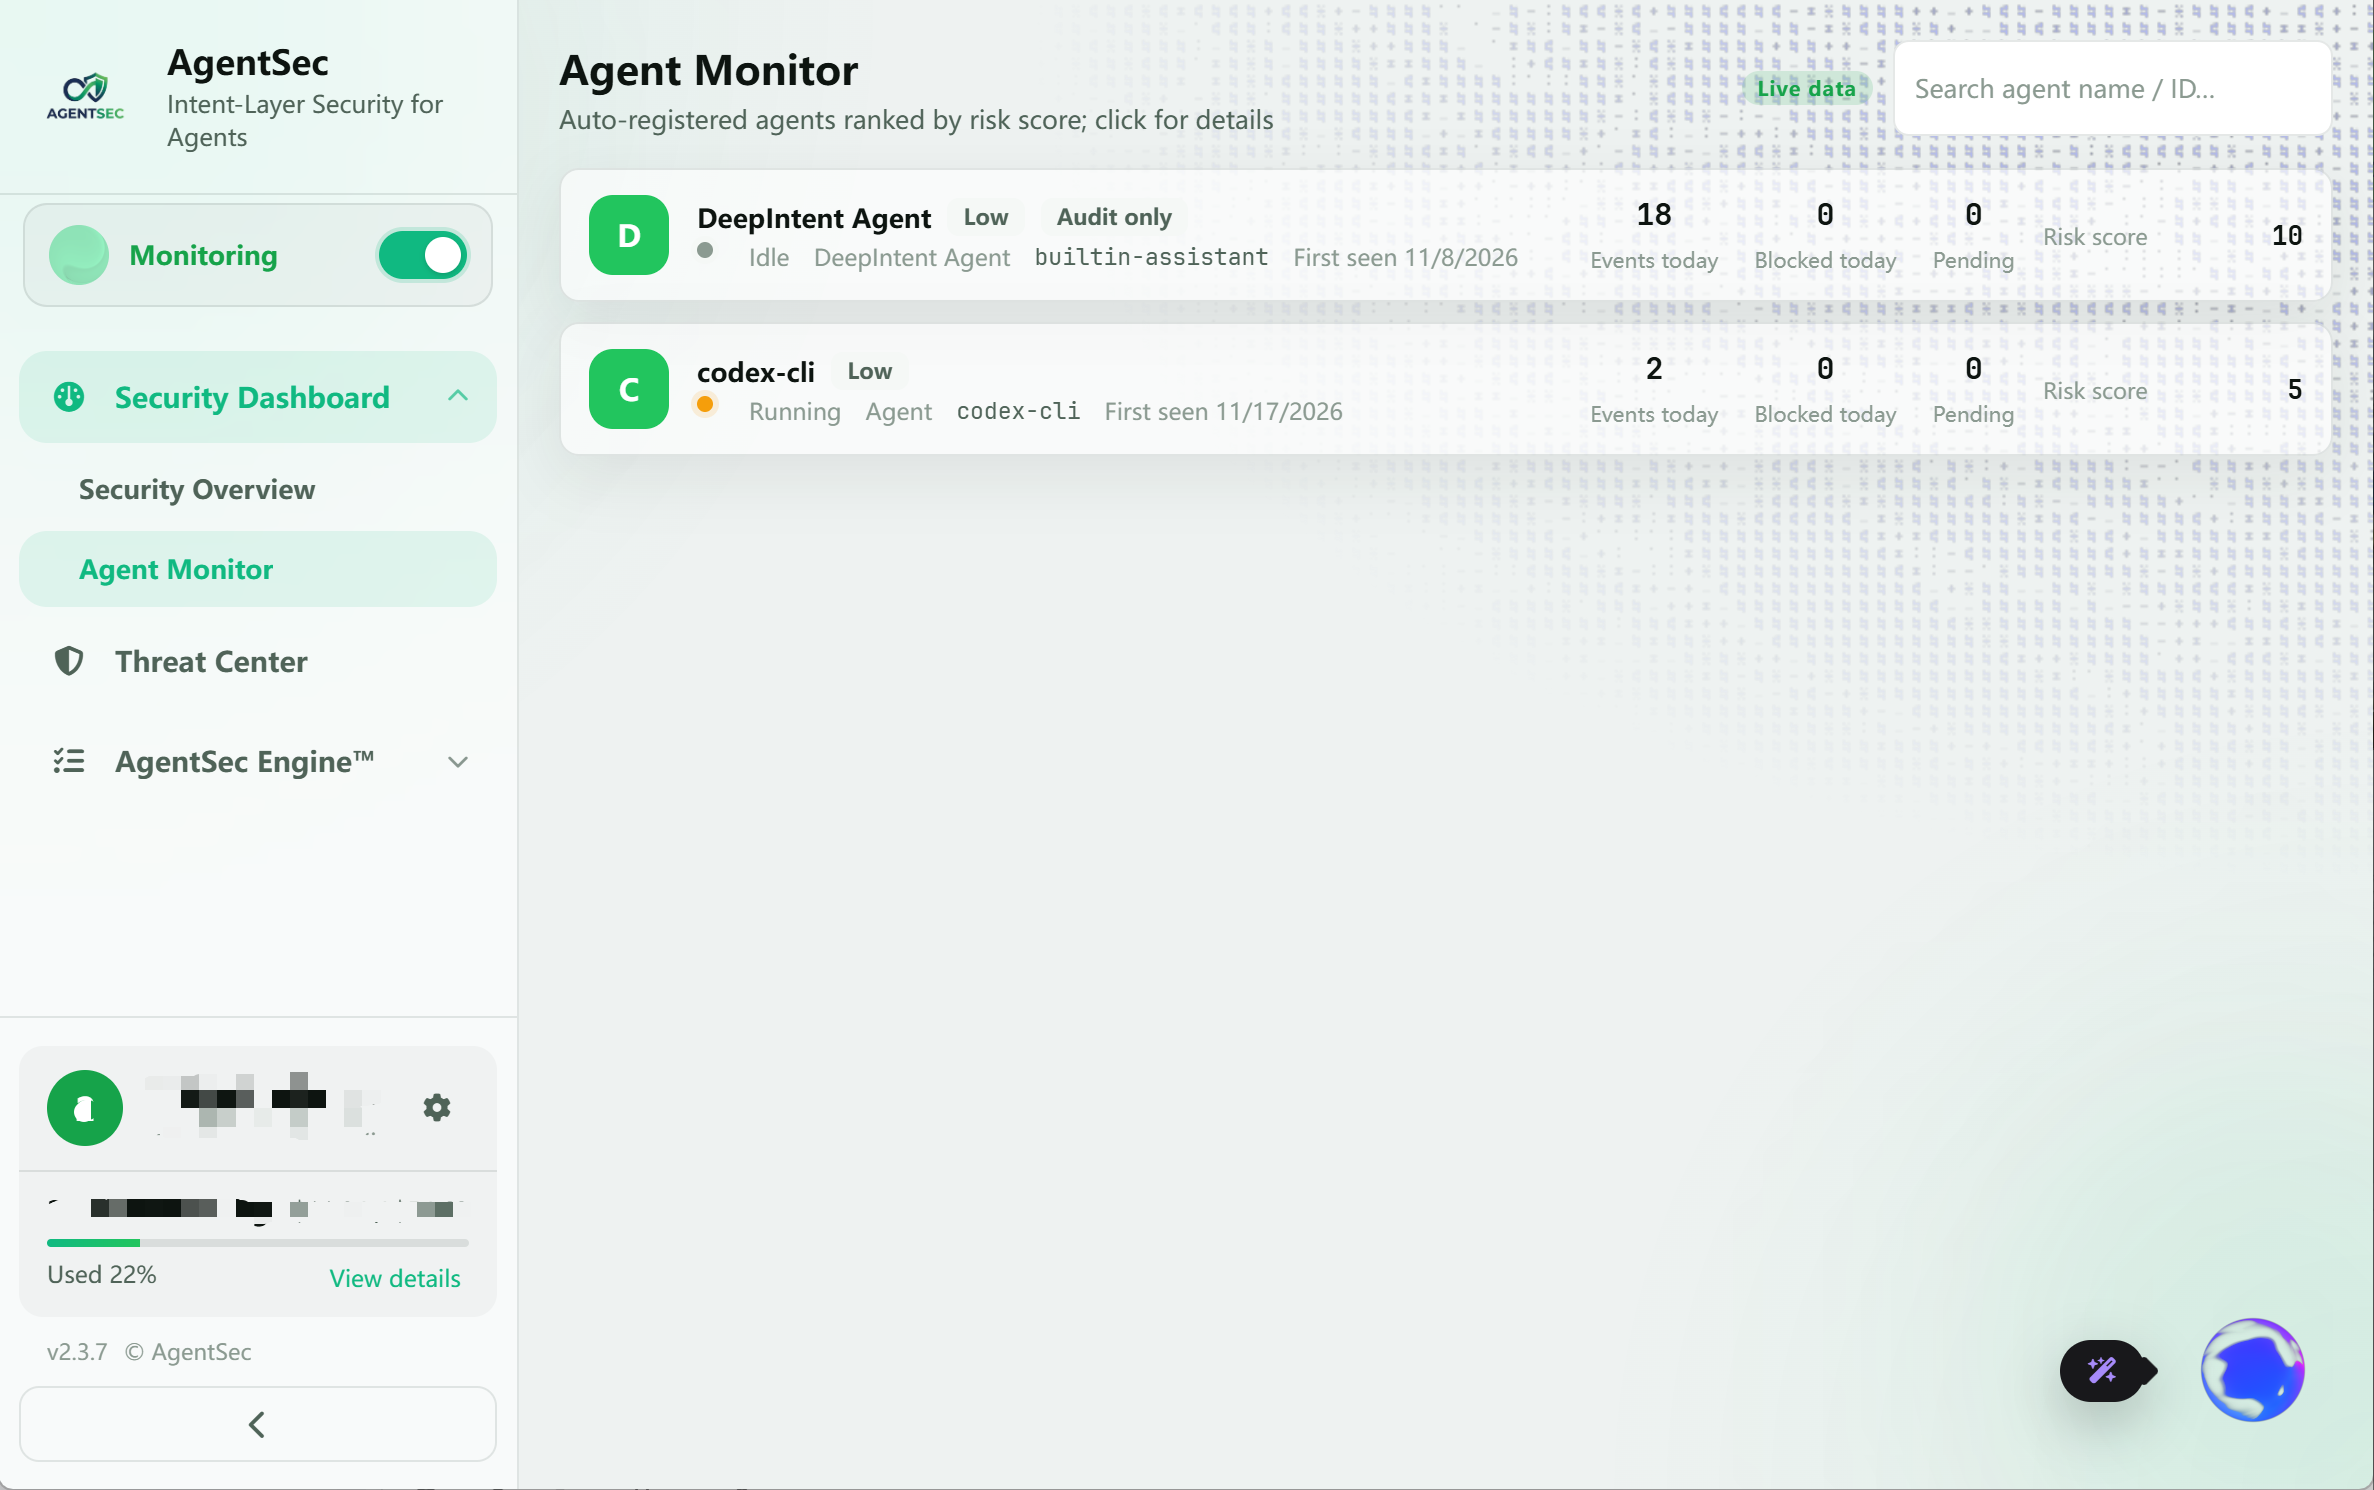 AgentSec
Intent-Layer Security for
Agents
AGENTSEC
Monitoring
Security Dashboard
Security Overview
Agent Monitor
Threat Center
AgentSec Engine™
a
Used 22%
View details
v2.3.7 © AgentSec
Agent Monitor
Auto-registered agents ranked by risk score; click for details
Live data
Search agent name / ID...
D
DeepIntent Agent Low Audit only
Idle DeepIntent Agent builtin-assistant First seen 11/8/2026
18 0 0
Events today Blocked today Pending
Risk score 10
C
codex-cli Low
Running Agent codex-cli First seen 11/17/2026
2 0 0
Events today Blocked today Pending
Risk score 5